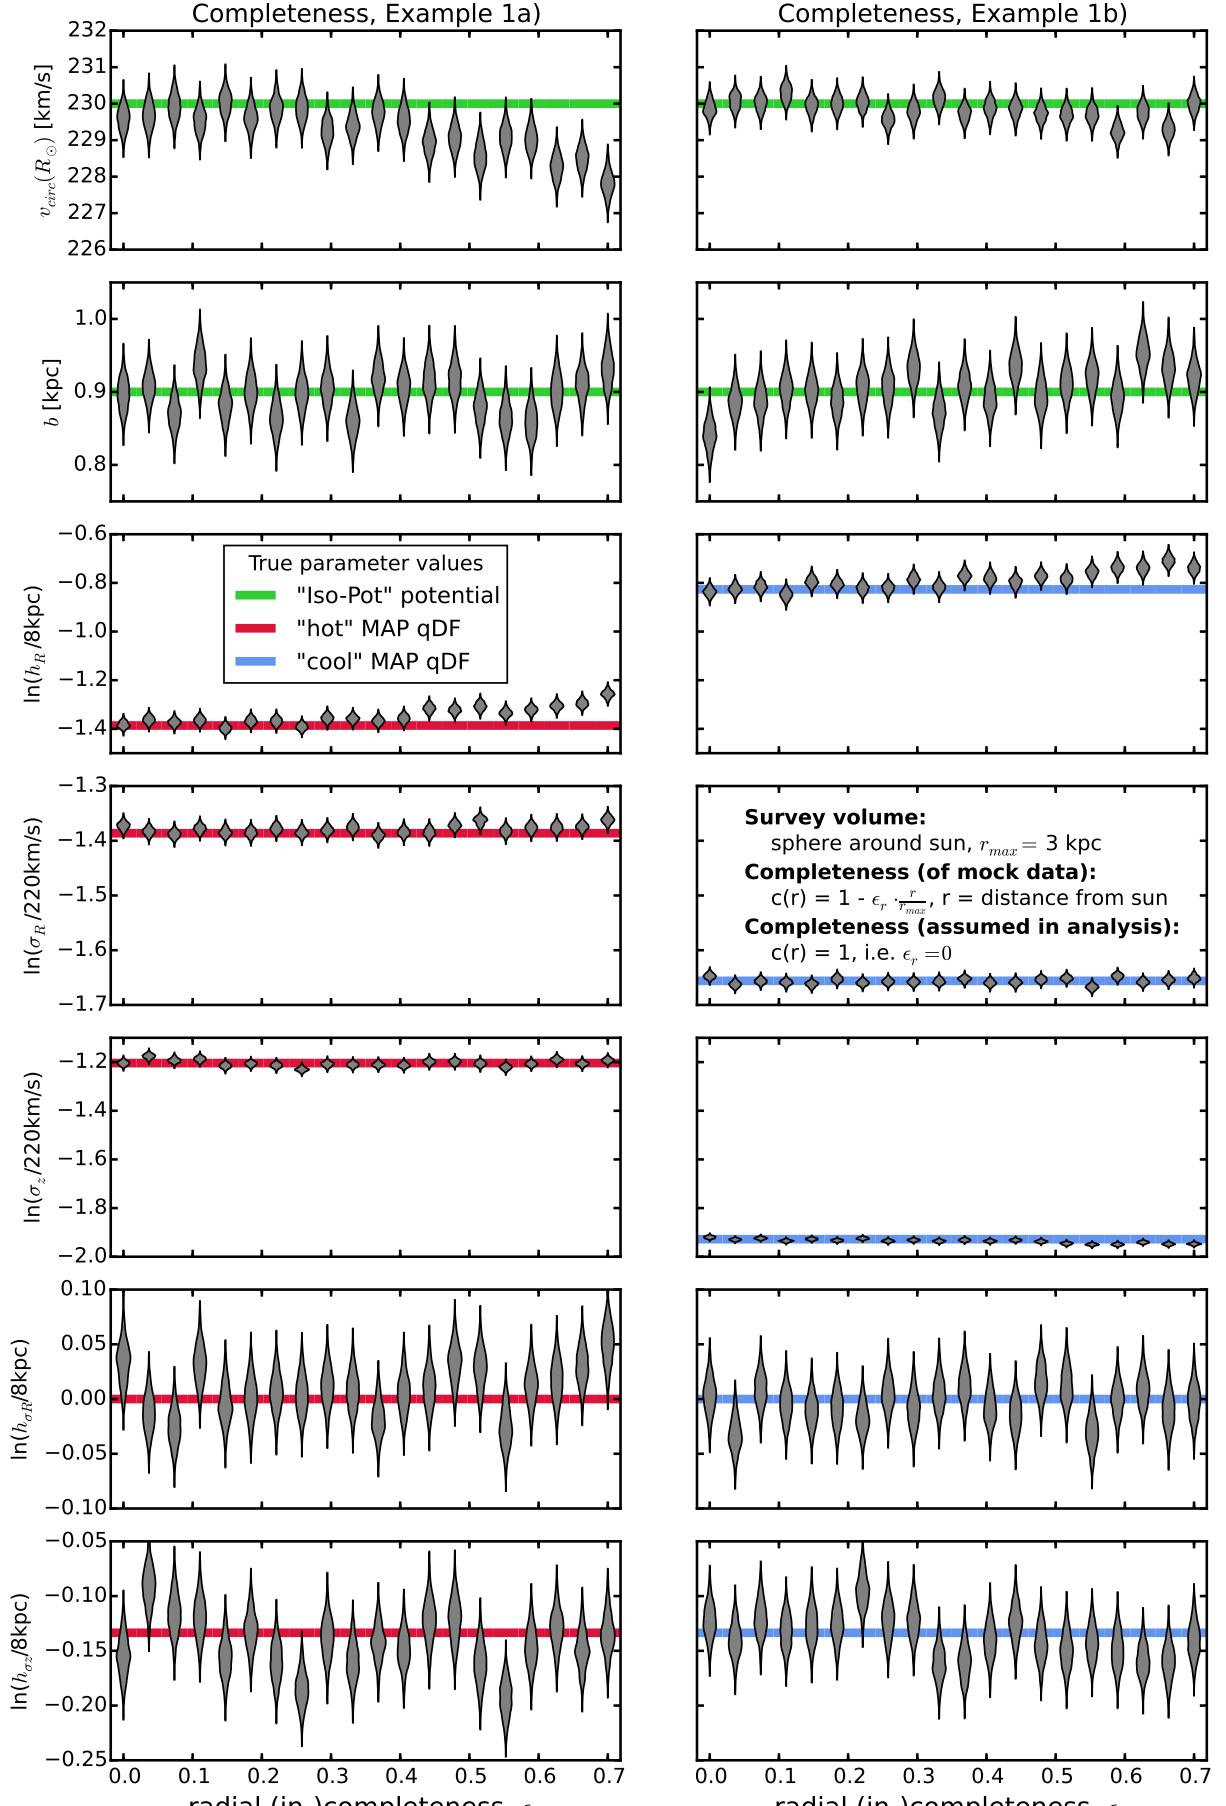 Completeness, Example 1a)
Completeness, Example 1b)
232
231
230
229
228
227
226
v_circ(R_⊙) [km/s]
1.0
0.9
0.8
b [kpc]
−0.6
−0.8
−1.0
−1.2
−1.4
ln(h_R/8kpc)
True parameter values
"Iso-Pot" potential
"hot" MAP qDF
"cool" MAP qDF
−1.3
−1.4
−1.5
−1.6
−1.7
ln(σ_R/220km/s)
Survey volume:
sphere around sun, r_max = 3 kpc
Completeness (of mock data):
c(r) = 1 - ϵ_r · r/r_max, r = distance from sun
Completeness (assumed in analysis):
c(r) = 1, i.e. ϵ_r = 0
−1.2
−1.4
−1.6
−1.8
−2.0
ln(σ_z/220km/s)
0.10
0.05
0.00
−0.05
−0.10
ln(h_σR/8kpc)
−0.05
−0.10
−0.15
−0.20
−0.25
ln(h_σz/8kpc)
0.0 0.1 0.2 0.3 0.4 0.5 0.6 0.7
0.0 0.1 0.2 0.3 0.4 0.5 0.6 0.7
radial (in-)completeness
radial (in-)completeness